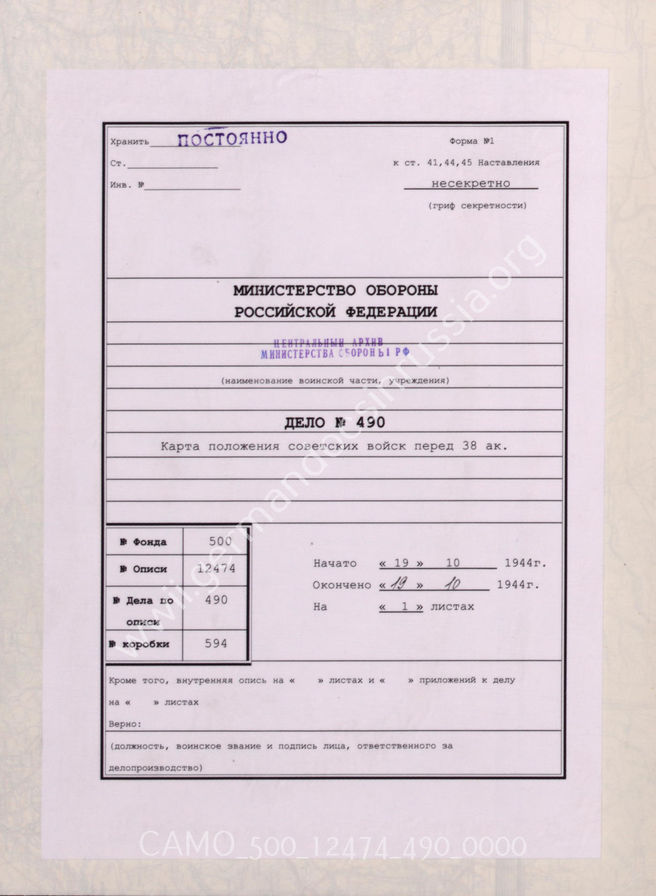 Хранить ПОСТОЯННО
Форма №1
Ст.
к ст. 41,44,45 Наставления
Инв. №
несекретно
(гриф секретности)
МИНИСТЕРСТВО ОБОРОНЫ
РОССИЙСКОЙ ФЕДЕРАЦИИ
ЦЕНТРАЛЬНЫЙ АРХИВ
МИНИСТЕРСТВА ОБОРОНЫ РФ
(наименование воинской части, учреждения)
ДЕЛО № 490
Карта положения советских войск перед 38 ак.
№ Фонда 500
№ Описи 12474
№ Дела по описи 490
№ коробки 594
Начато « 19 » 10 1944г.
Окончено « 19 » 10 1944г.
На « 1 » листах
Кроме того, внутренняя опись на « » листах и « » приложений к делу
на « » листах
Верно:
(должность, воинское звание и подпись лица, ответственного за
делопроизводство)
www.germandocsinrussia.org
CAMO_500_12474_490_0000